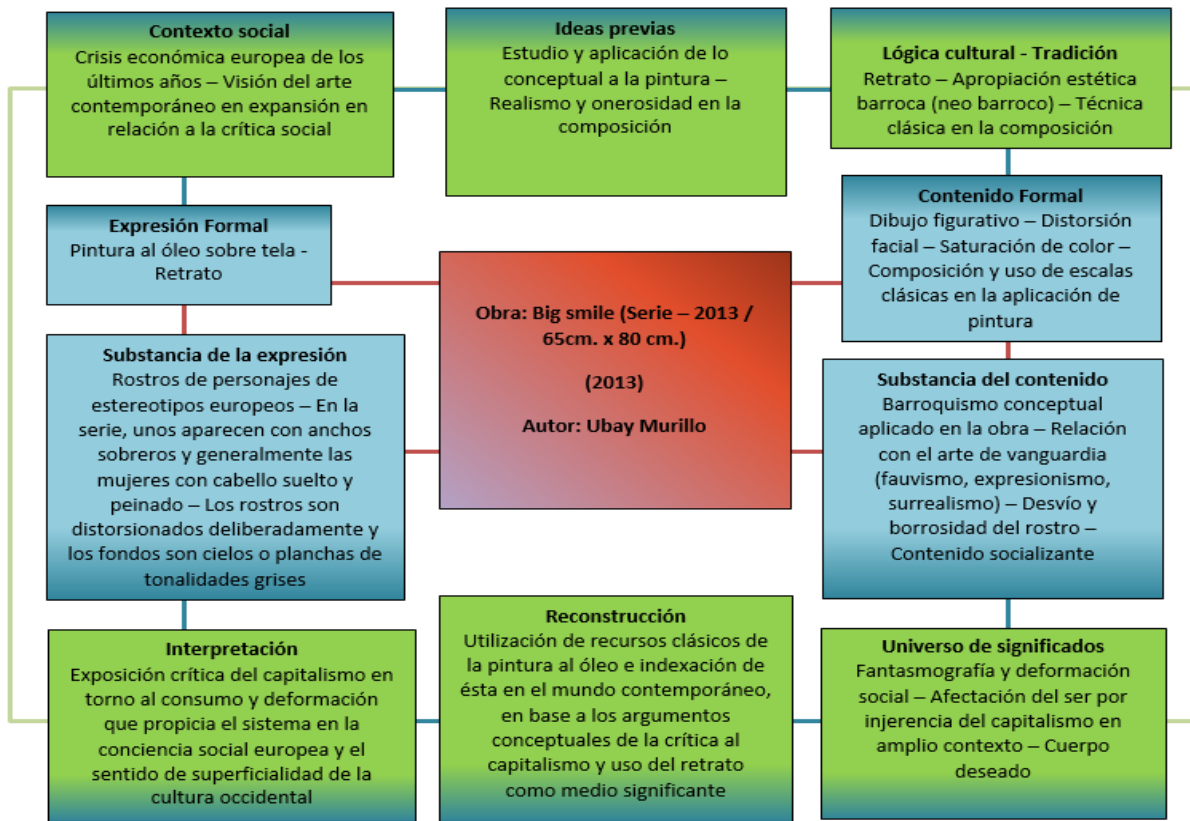 Contexto social
Crisis económica europea de los
últimos años – Visión del arte
contemporáneo en expansión en
relación a la crítica social
Ideas previas
Estudio y aplicación de lo
conceptual a la pintura –
Realismo y onerosidad en la
composición
Lógica cultural - Tradición
Retrato – Apropiación estética
barroca (neo barroco) – Técnica
clásica en la composición
Expresión Formal
Pintura al óleo sobre tela -
Retrato
Contenido Formal
Dibujo figurativo – Distorsión
facial – Saturación de color –
Composición y uso de escalas
clásicas en la aplicación de
pintura
Obra: Big smile (Serie – 2013 /
65cm. x 80 cm.)
(2013)
Autor: Ubay Murillo
Substancia de la expresión
Rostros de personajes de
estereotipos europeos – En la
serie, unos aparecen con anchos
sobreros y generalmente las
mujeres con cabello suelto y
peinado – Los rostros son
distorsionados deliberadamente y
los fondos son cielos o planchas de
tonalidades grises
Substancia del contenido
Barroquismo conceptual
aplicado en la obra – Relación
con el arte de vanguardia
(fauvismo, expresionismo,
surrealismo) – Desvío y
borrosidad del rostro –
Contenido socializante
Interpretación
Exposición crítica del capitalismo en
torno al consumo y deformación
que propicia el sistema en la
conciencia social europea y el
sentido de superficialidad de la
cultura occidental
Reconstrucción
Utilización de recursos clásicos de
la pintura al óleo e indexación de
ésta en el mundo contemporáneo,
en base a los argumentos
conceptuales de la crítica al
capitalismo y uso del retrato
como medio significante
Universo de significados
Fantasmografía y deformación
social – Afectación del ser por
injerencia del capitalismo en
amplio contexto – Cuerpo
deseado